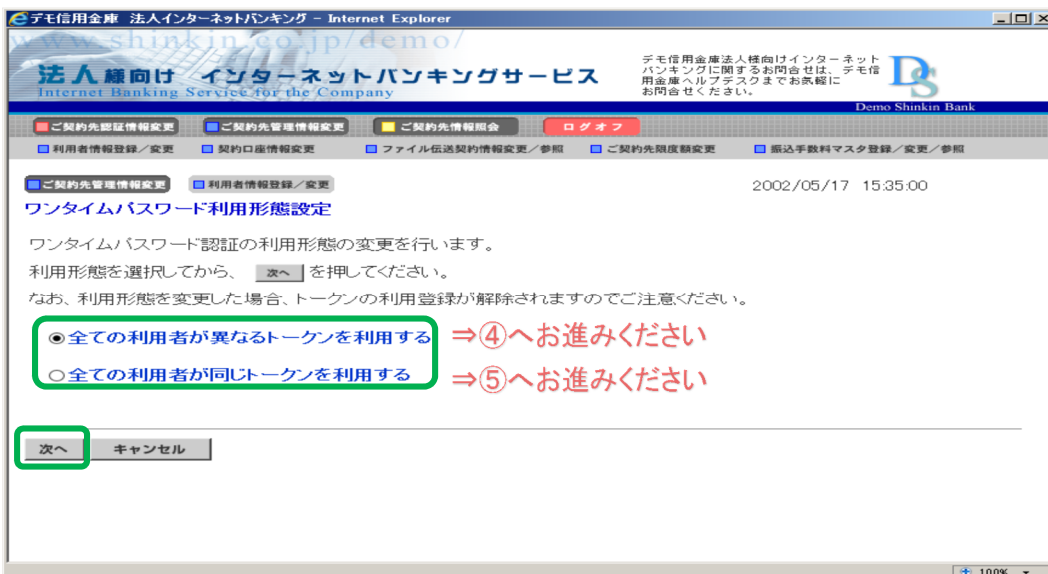 デモ信用金庫 法人インターネットバンキング - Internet Explorer
www.shinkin.co.jp/demo/
法人様向け インターネットバンキングサービス
Internet Banking Service for the Company
デモ信用金庫法人様向けインターネット
バンキングに関するお問合せは、デモ信
用金庫ヘルプデスクまでお気軽に
お問合せください。
DS
Demo Shinkin Bank
ご契約先認証情報変更 ご契約先管理情報変更 ご契約先情報照会 ログオフ
利用者情報登録／変更 契約口座情報変更 ファイル伝送契約情報変更／参照 ご契約先限度額変更 振込手数料マスタ登録／変更／参照
ご契約先管理情報変更 利用者情報登録／変更 2002/05/17 15:35:00
ワンタイムパスワード利用形態設定
ワンタイムパスワード認証の利用形態の変更を行います。
利用形態を選択してから、 次へ を押してください。
なお、利用形態を変更した場合、トークンの利用登録が解除されますのでご注意ください。
全ての利用者が異なるトークンを利用する ⇒④へお進みください
全ての利用者が同じトークンを利用する ⇒⑤へお進みください
次へ キャンセル
100%